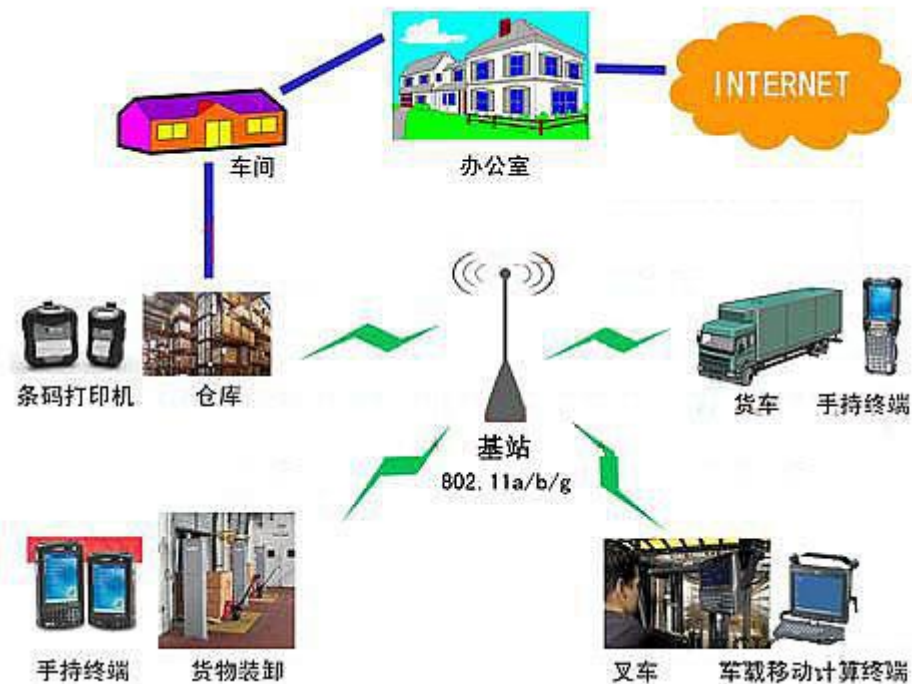 INTERNET
车间
办公室
条码打印机
仓库
基站
802.11a/b/g
货车
手持终端
手持终端
货物装卸
叉车
车载移动计算终端